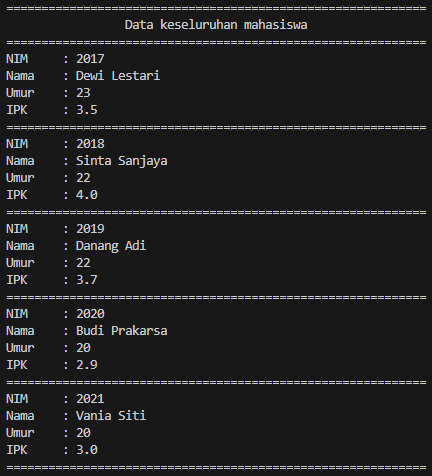 ============================================================
Data keseluruhan mahasiswa
============================================================
NIM     : 2017
Nama    : Dewi Lestari
Umur    : 23
IPK     : 3.5
============================================================
NIM     : 2018
Nama    : Sinta Sanjaya
Umur    : 22
IPK     : 4.0
============================================================
NIM     : 2019
Nama    : Danang Adi
Umur    : 22
IPK     : 3.7
============================================================
NIM     : 2020
Nama    : Budi Prakarsa
Umur    : 20
IPK     : 2.9
============================================================
NIM     : 2021
Nama    : Vania Siti
Umur    : 20
IPK     : 3.0
============================================================